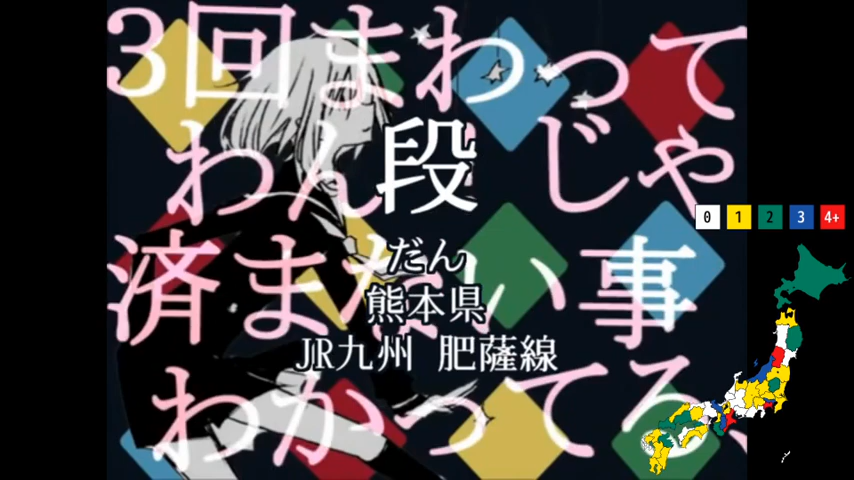 3回まわって
わん段じゃ
済まない事
わかってる、
だん
熊本県
JR九州 肥薩線
0 1 2 3 4+